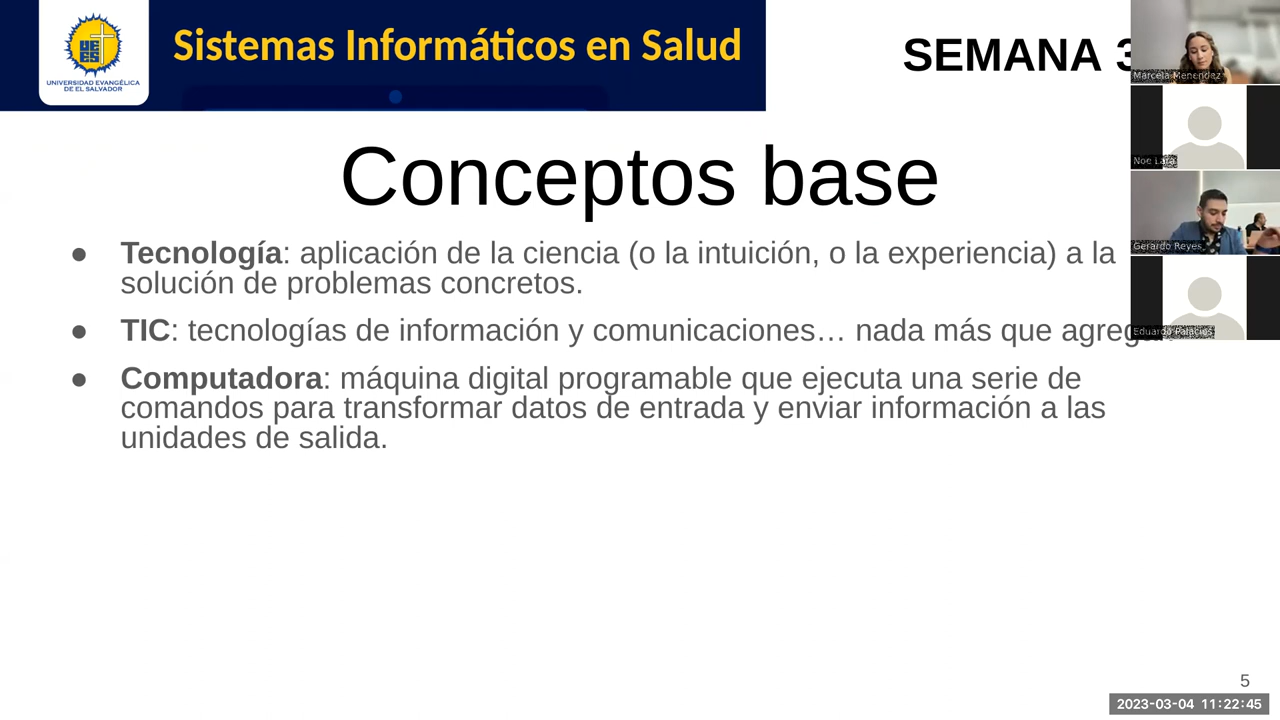 Sistemas Informáticos en Salud
UNIVERSIDAD EVANGÉLICA
DE EL SALVADOR
SEMANA 3
Marcela Menendez
Noe Lara
Gerardo Reyes
Eduardo Palacios
Conceptos base
● Tecnología: aplicación de la ciencia (o la intuición, o la experiencia) a la
solución de problemas concretos.
● TIC: tecnologías de información y comunicaciones… nada más que
● Computadora: máquina digital programable que ejecuta una serie de
comandos para transformar datos de entrada y enviar información a las
unidades de salida.
5
2023-03-04 11:22:45